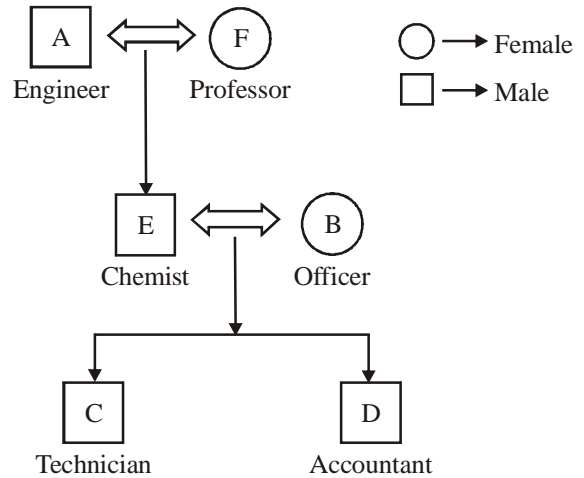 A
F
Female
Engineer
Professor
Male
E
B
Chemist
Officer
C
D
Technician
Accountant